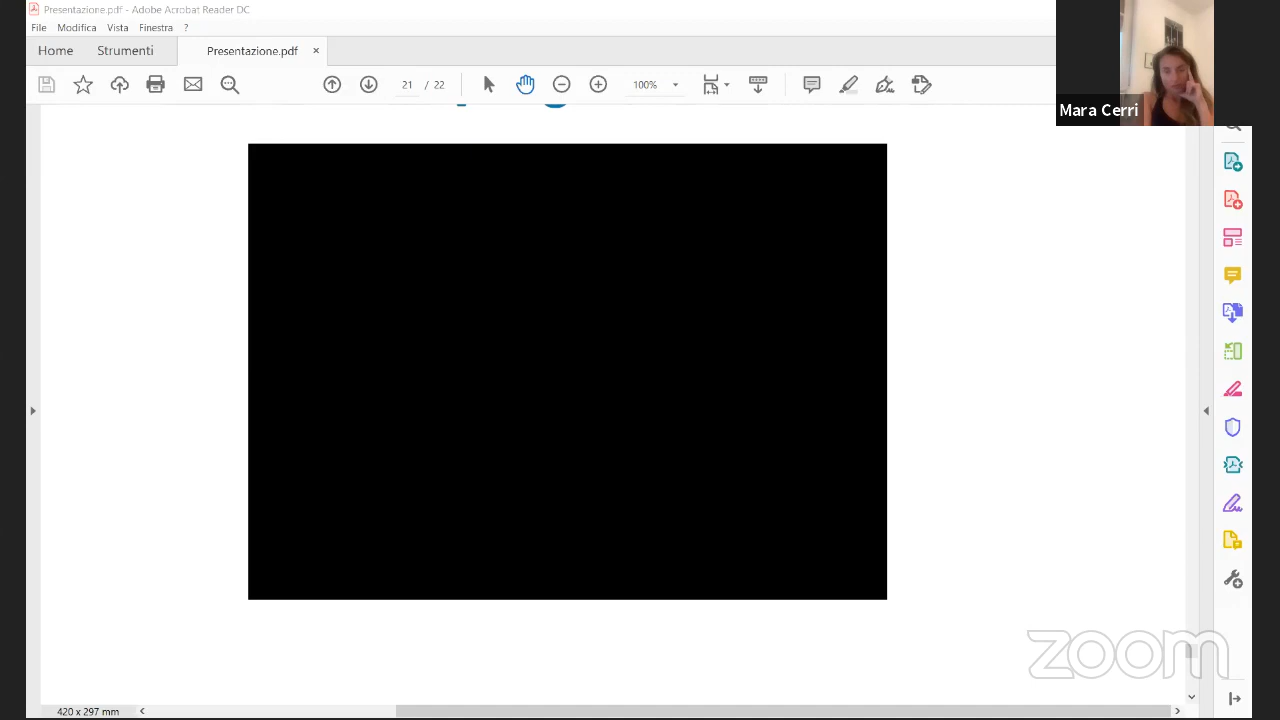 Presentazione.pdf - Adobe Acrobat Reader DC
File Modifica Vista Finestra ?
Home Strumenti Presentazione.pdf ×
21 / 22 100%
Mara Cerri
zoom
420 x 297 mm